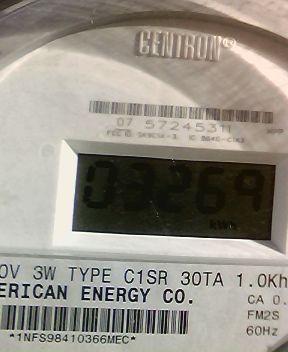 CENTRON®
07 57245311
03269
kWh
0V 3W TYPE C1SR 30TA 1.0Kh
ERICAN ENERGY CO.
CA 0.
FM2S
60Hz
*1NFS98410366MEC*